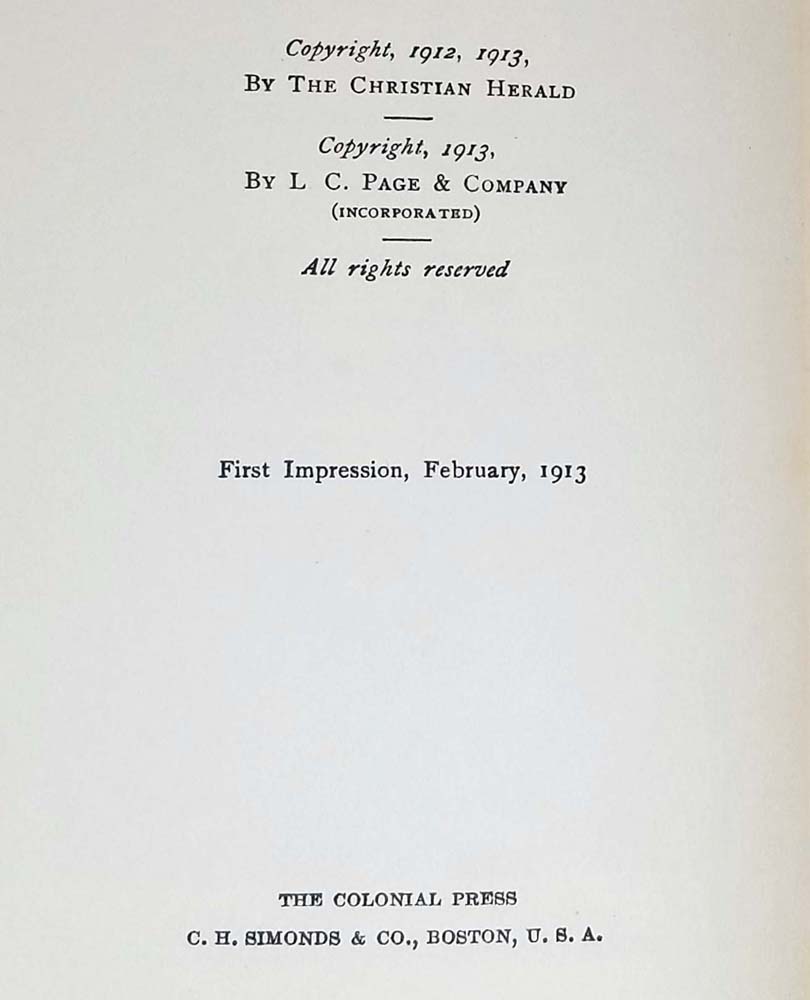 Copyright, 1912, 1913,
By The Christian Herald
Copyright, 1913,
By L C. Page & Company
(INCORPORATED)
All rights reserved
First Impression, February, 1913
THE COLONIAL PRESS
C. H. SIMONDS & CO., BOSTON, U. S. A.